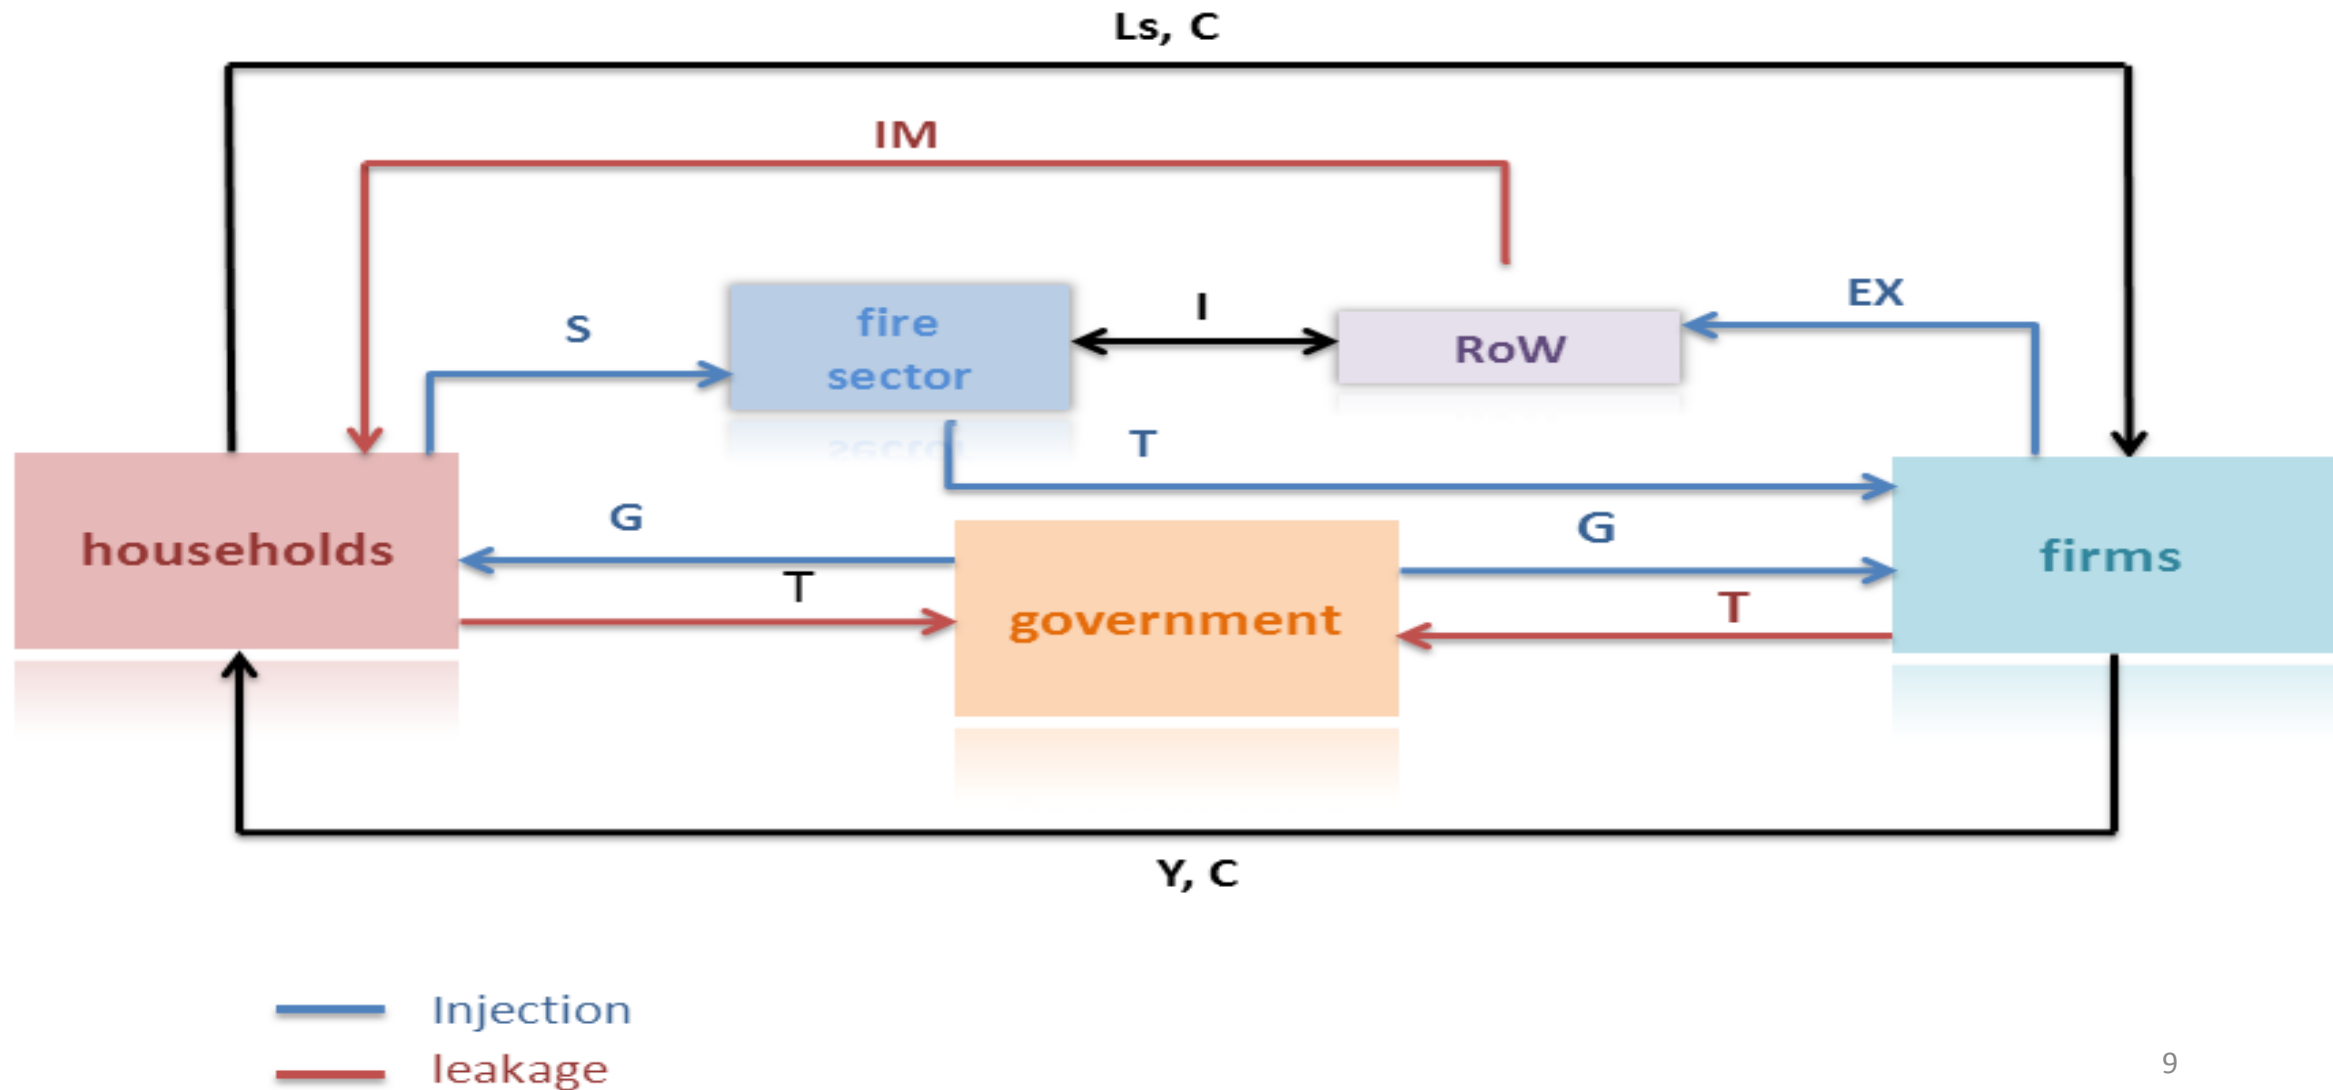 Ls, C
IM
EX
I
S
fire
sector
RoW
T
G
G
households
T
government
T
firms
Y, C
Injection
leakage
9